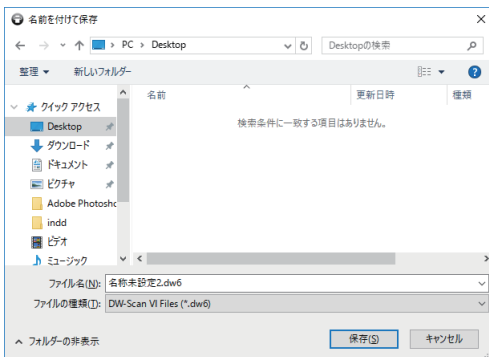 名前を付けて保存
PC > Desktop
Desktopの検索
整理
新しいフォルダー
名前
更新日時
種類
検索条件に一致する項目はありません。
クイック アクセス
Desktop
ダウンロード
ドキュメント
ピクチャ
Adobe Photosho
indd
ビデオ
ミュージック
ファイル名(N): 名称未設定2.dw6
ファイルの種類(T): DW-Scan VI Files (*.dw6)
フォルダーの非表示
保存(S)
キャンセル